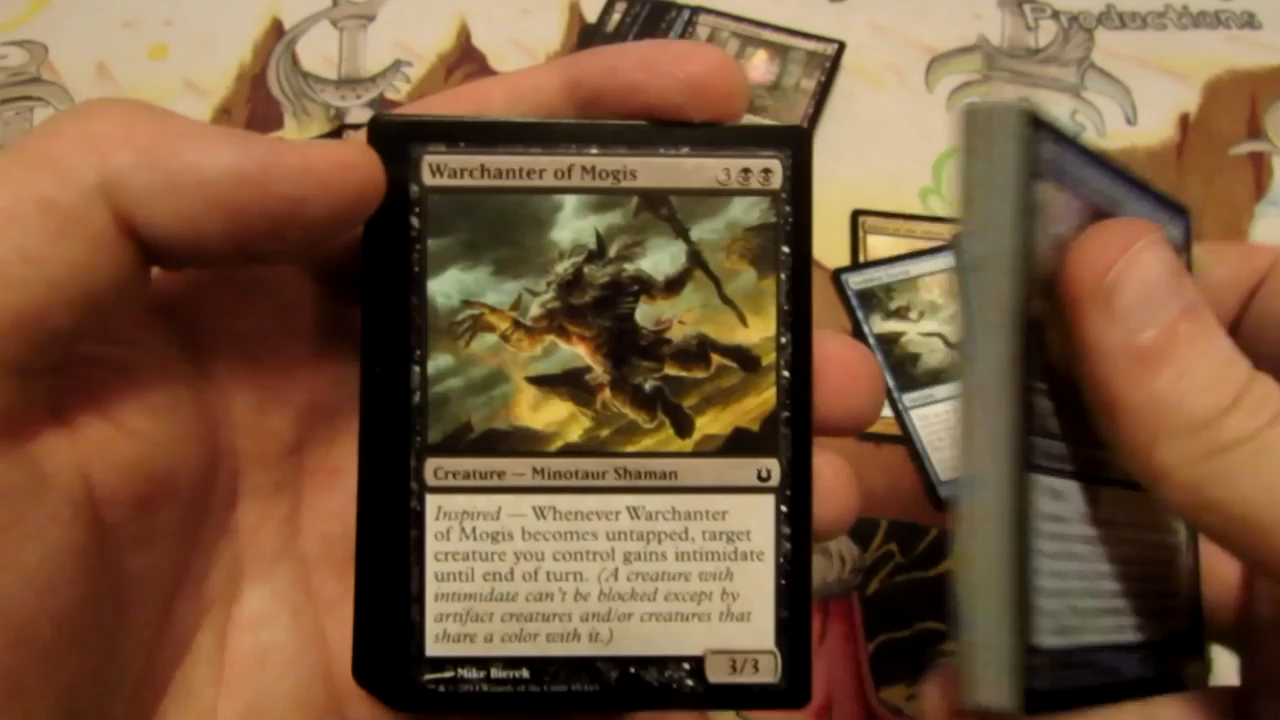 Productions
Warchanter of Mogis 3
Creature — Minotaur Shaman
Inspired — Whenever Warchanter
of Mogis becomes untapped, target
creature you control gains intimidate
until end of turn. (A creature with
intimidate can't be blocked except by
artifact creatures and/or creatures that
share a color with it.)
Mike Bierek
3/3